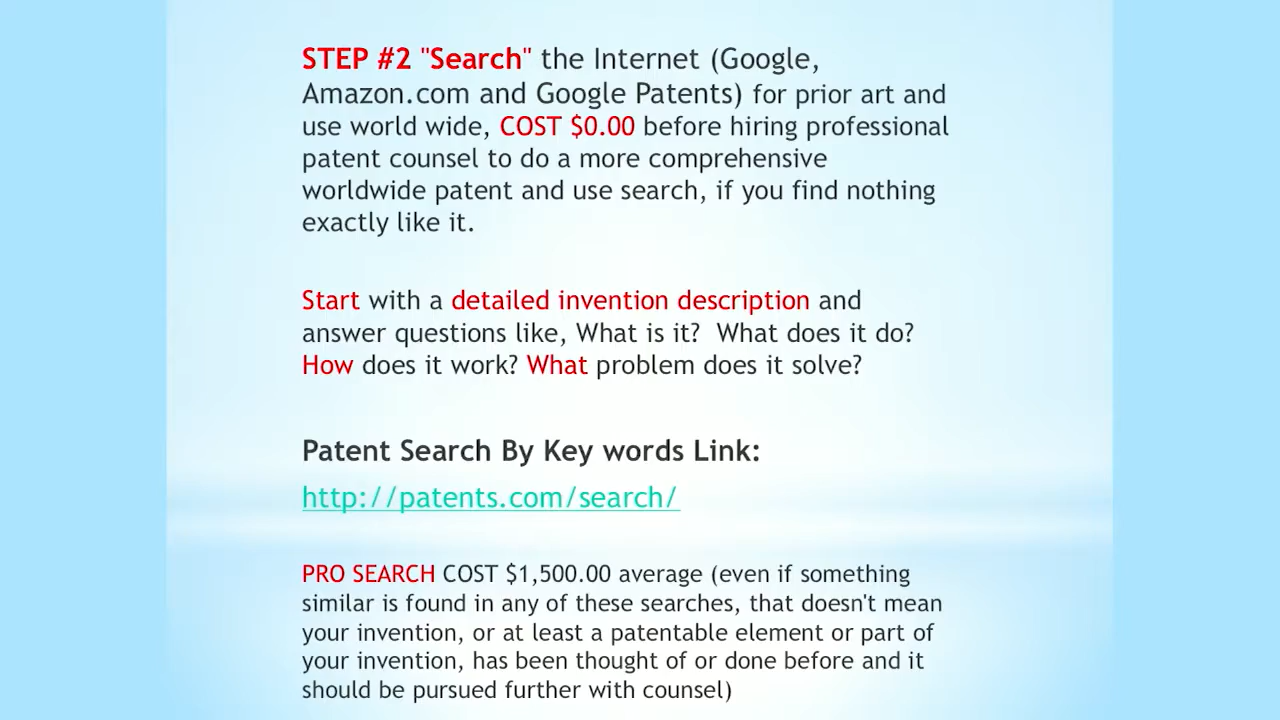 STEP #2 "Search" the Internet (Google,
Amazon.com and Google Patents) for prior art and
use world wide, COST $0.00 before hiring professional
patent counsel to do a more comprehensive
worldwide patent and use search, if you find nothing
exactly like it.
Start with a detailed invention description and
answer questions like, What is it?  What does it do?
How does it work? What problem does it solve?
Patent Search By Key words Link:
http://patents.com/search/
PRO SEARCH COST $1,500.00 average (even if something
similar is found in any of these searches, that doesn't mean
your invention, or at least a patentable element or part of
your invention, has been thought of or done before and it
should be pursued further with counsel)